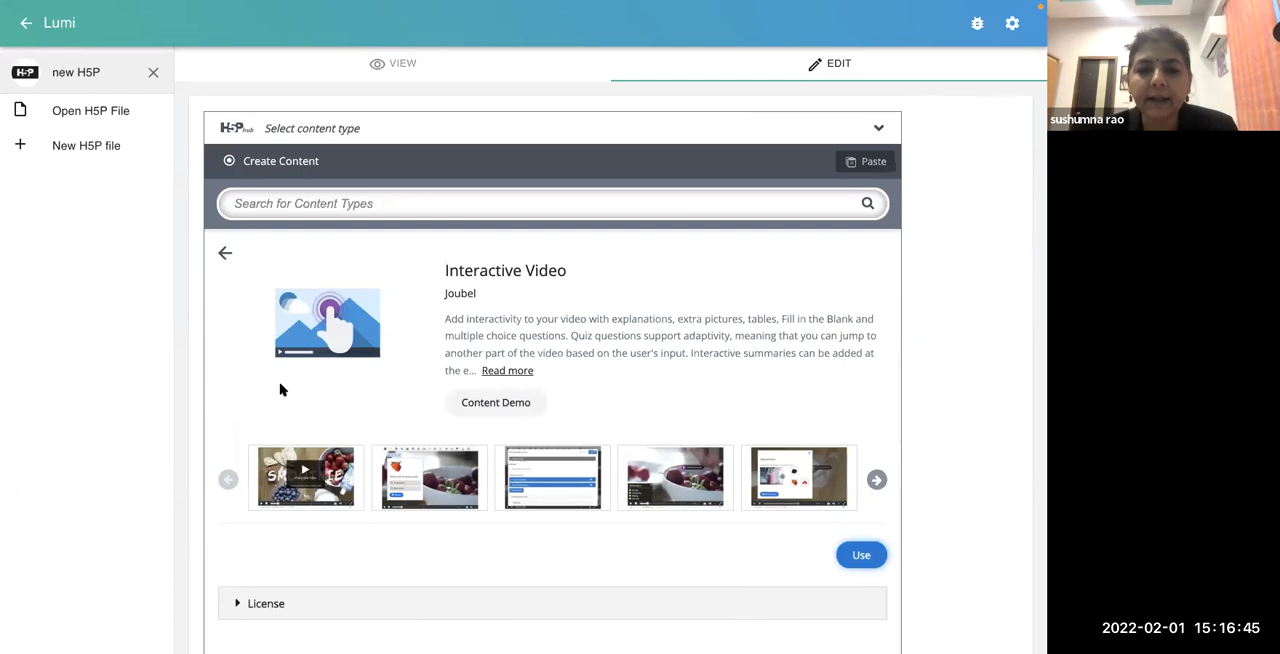 Lumi
H5P new H5P
Open H5P File
New H5P file
VIEW
EDIT
H5P hub Select content type
Create Content
Paste
Search for Content Types
Interactive Video
Joubel
Add interactivity to your video with explanations, extra pictures, tables, Fill in the Blank and
multiple choice questions. Quiz questions support adaptivity, meaning that you can jump to
another part of the video based on the user's input. Interactive summaries can be added at
the e... Read more
Content Demo
Use
License
sushumna rao
2022-02-01 15:16:45